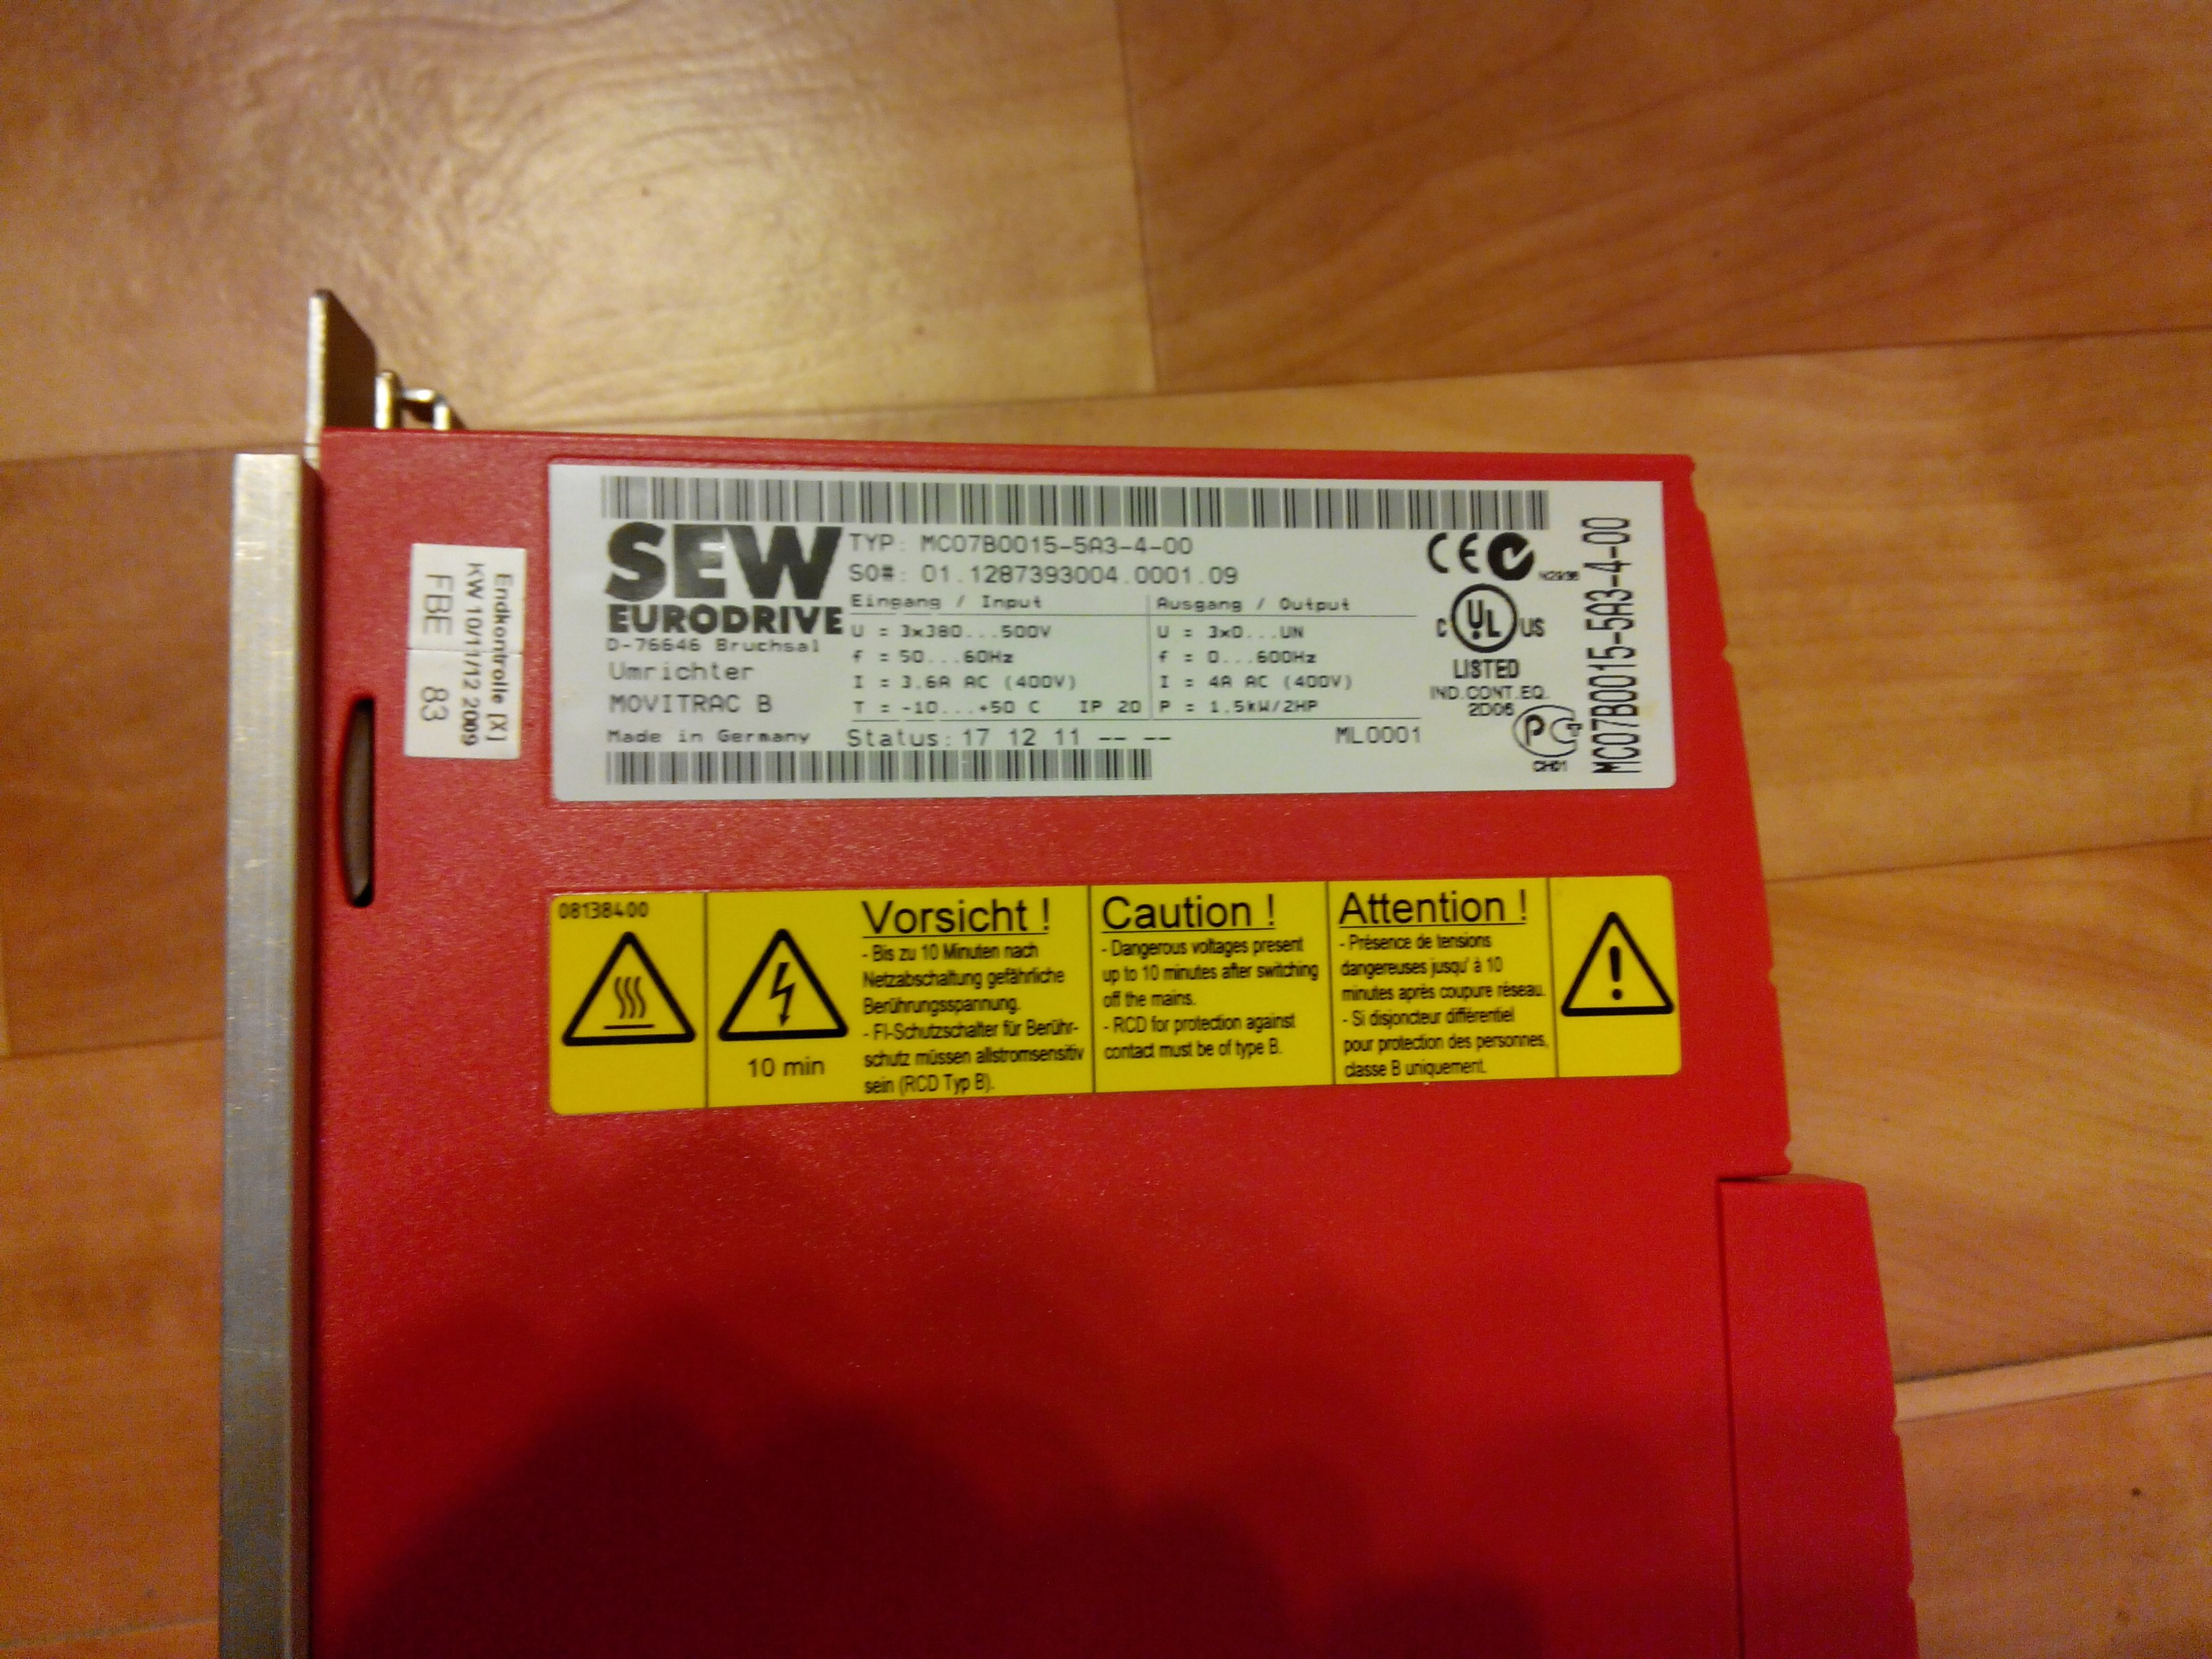 SEW
EURODRIVE
D-76646 Bruchsal
Umrichter
MOVITRAC B
Made in Germany
TYP: MC07B0015-5A3-4-00
SO#: 01.1287393004.0001.09
Eingang / Input
U = 3x380...500V
f = 50...60Hz
I = 3.6A AC (400V)
T = -10...+50 C IP 20
Ausgang / Output
U = 3x0...UN
f = 0...600Hz
I = 4A AC (400V)
P = 1.5kW/2HP
Status: 17 12 11 -- --
ML0001
CE
N2936
C UL US
LISTED
IND.CONT.EQ.
2D06
PC
MC07B0015-5A3-4-00
Endkontrolle [X]
KW 10/11/12 2009
FBE 83
08138400
10 min
Vorsicht !
- Bis zu 10 Minuten nach
Netzabschaltung gefährliche
Berührungsspannung.
- FI-Schutzschalter für Berühr-
schutz müssen allstromsensitiv
sein (RCD Typ B).
Caution !
- Dangerous voltages present
up to 10 minutes after switching
off the mains.
- RCD for protection against
contact must be of type B.
Attention !
- Présence de tensions
dangereuses jusqu' à 10
minutes après coupure réseau.
- Si disjoncteur différentiel
pour protection des personnes,
classe B uniquement.